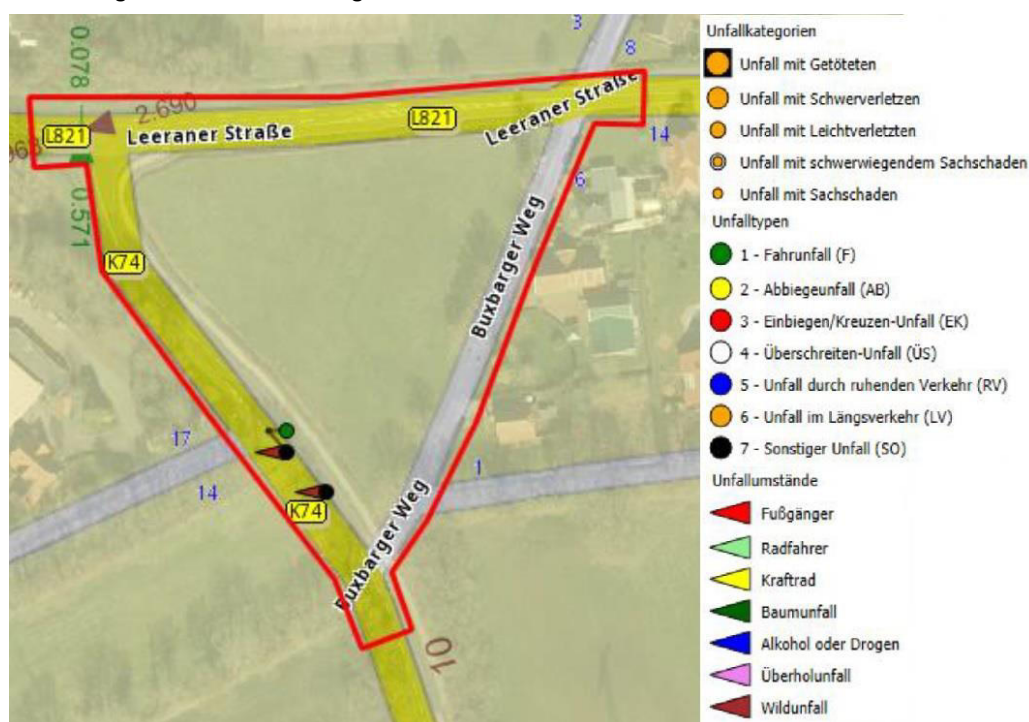 3
8
0.078
2.690
L821
Leeraner Straße
L821
Leeraner Straße
14
6
0.571
K74
Buxbarger Weg
17
14
1
K74
Buxbarger Weg
10
Unfallkategorien
Unfall mit Getöteten
Unfall mit Schwerverletzen
Unfall mit Leichtverletzten
Unfall mit schwerwiegendem Sachschaden
Unfall mit Sachschaden
Unfalltypen
1 - Fahrunfall (F)
2 - Abbiegeunfall (AB)
3 - Einbiegen/Kreuzen-Unfall (EK)
4 - Überschreiten-Unfall (ÜS)
5 - Unfall durch ruhenden Verkehr (RV)
6 - Unfall im Längsverkehr (LV)
7 - Sonstiger Unfall (SO)
Unfallumstände
Fußgänger
Radfahrer
Kraftrad
Baumunfall
Alkohol oder Drogen
Überholunfall
Wildunfall